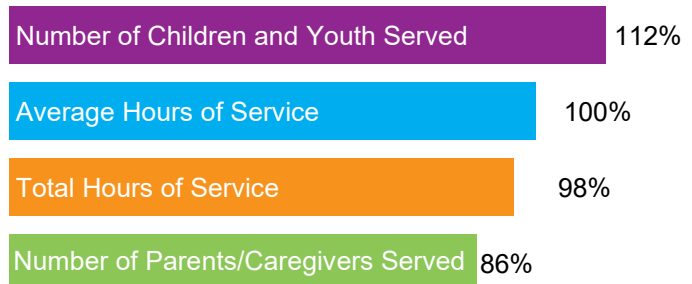 Number of Children and Youth Served 112%
Average Hours of Service 100%
Total Hours of Service 98%
Number of Parents/Caregivers Served 86%